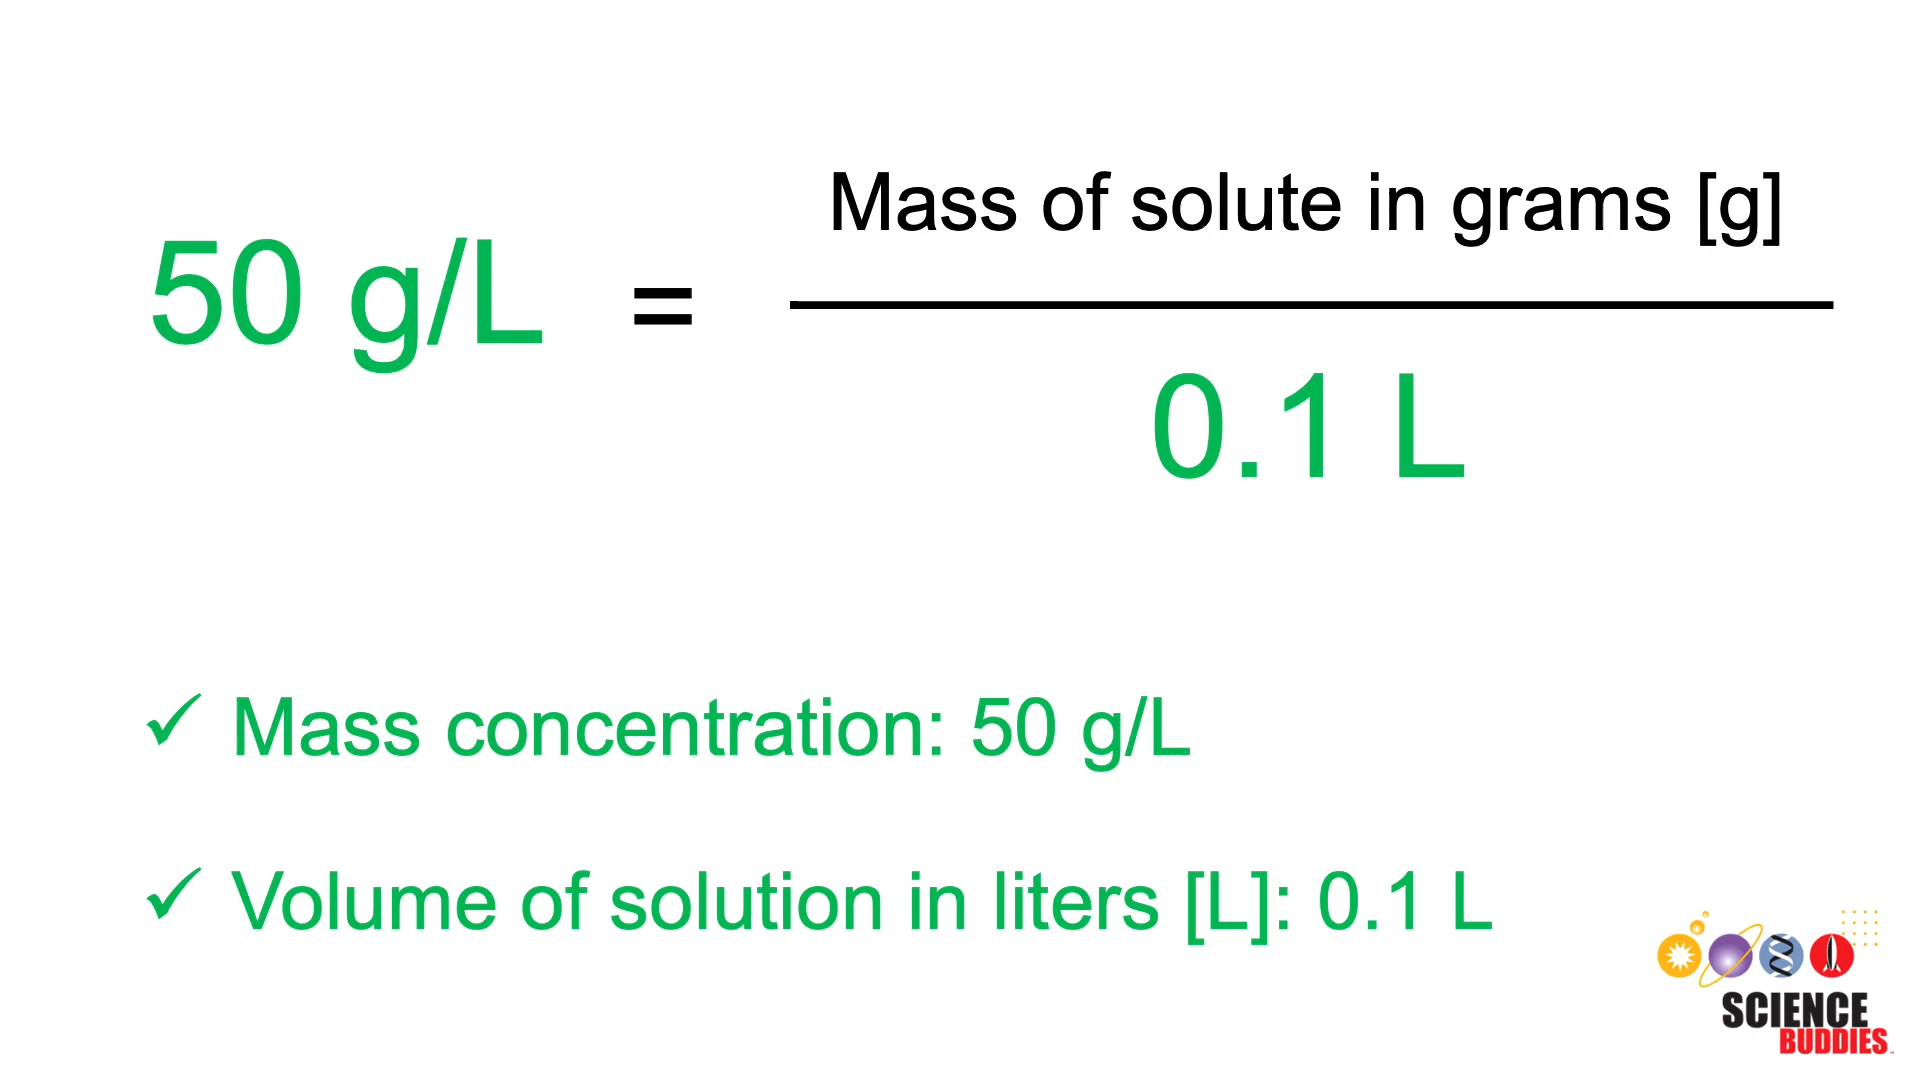 Mass of solute in grams [g]
50 g/L =
0.1 L
✓ Mass concentration: 50 g/L
✓ Volume of solution in liters [L]: 0.1 L
SCIENCE
BUDDIES